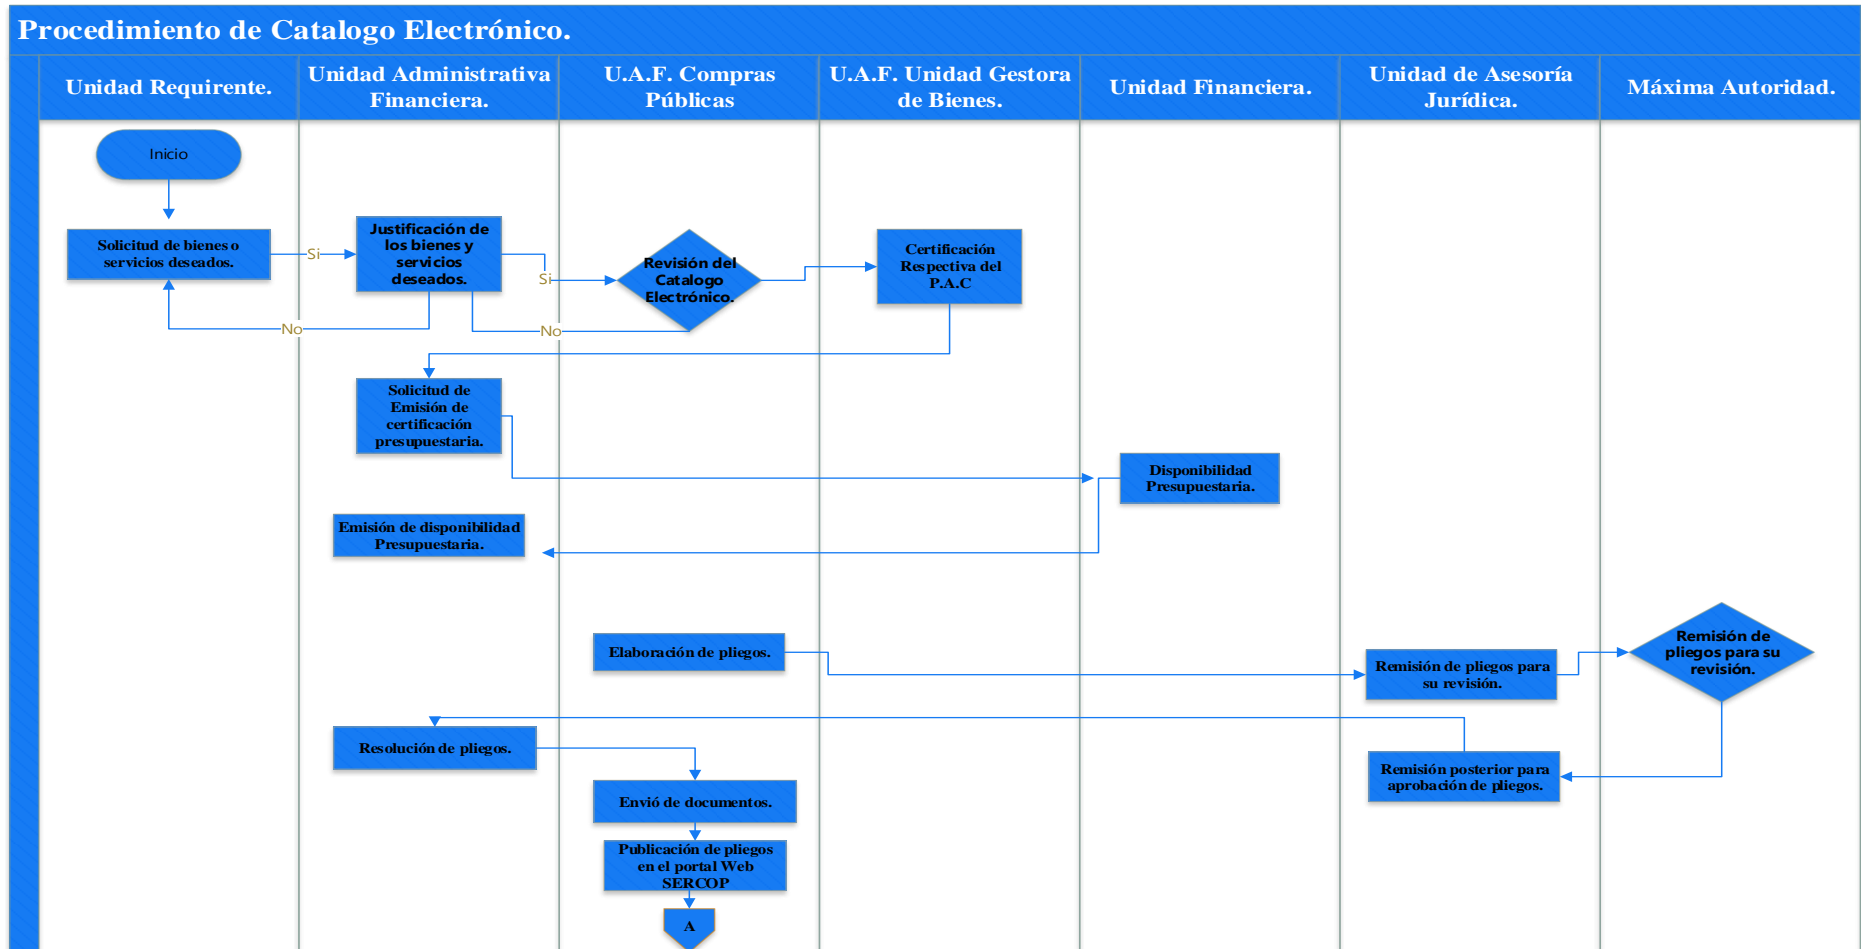 Procedimiento de Catalogo Electrónico.
Unidad Requirente.
Unidad Administrativa
Financiera.
U.A.F. Compras
Públicas
U.A.F. Unidad Gestora
de Bienes.
Unidad Financiera.
Unidad de Asesoría
Jurídica.
Máxima Autoridad.
Inicio
Solicitud de bienes o
servicios deseados.
Si
Justificación de
los bienes y
servicios
deseados.
Si
Revisión del
Catalogo
Electrónico.
Certificación
Respectiva del
P.A.C
No
No
Solicitud de
Emisión de
certificación
presupuestaria.
Disponibilidad
Presupuestaria.
Emisión de disponibilidad
Presupuestaria.
Elaboración de pliegos.
Remisión de pliegos para
su revisión.
Remisión de
pliegos para su
revisión.
Resolución de pliegos.
Remisión posterior para
aprobación de pliegos.
Envió de documentos.
Publicación de pliegos
en el portal Web
SERCOP
A